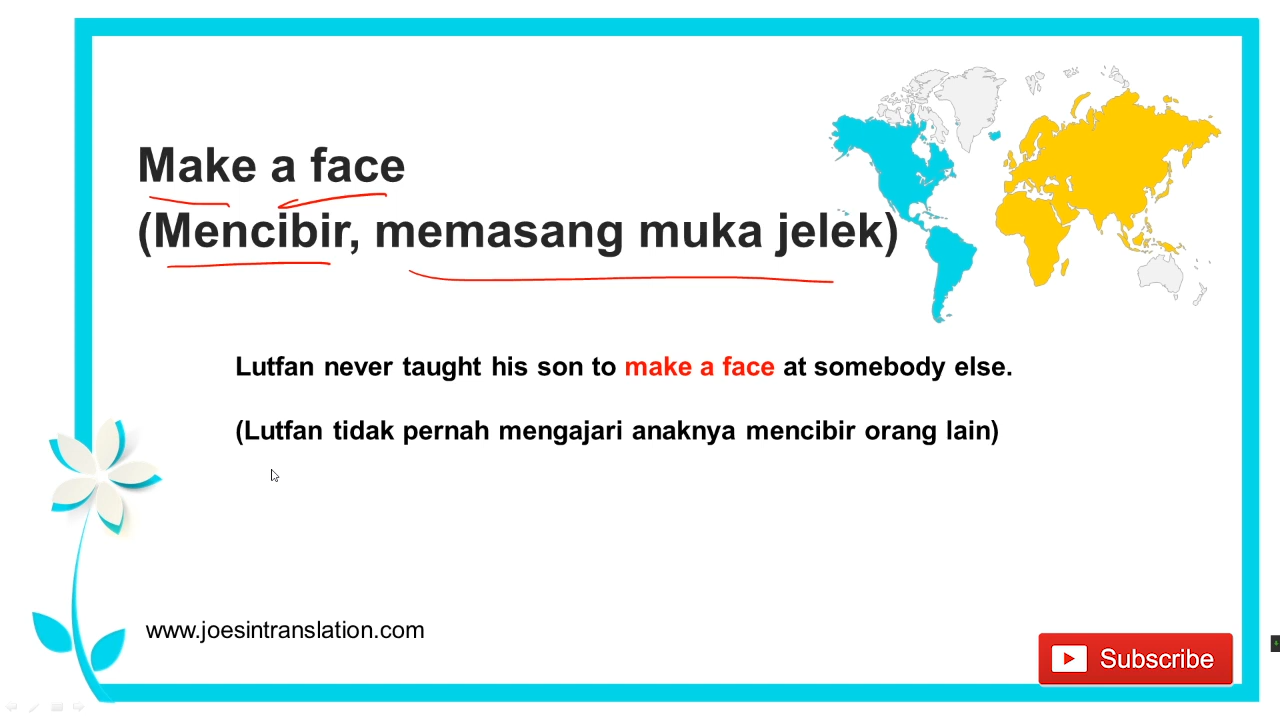 Make a face
(Mencibir, memasang muka jelek)
Lutfan never taught his son to make a face at somebody else.
(Lutfan tidak pernah mengajari anaknya mencibir orang lain)
www.joesintranslation.com
Subscribe